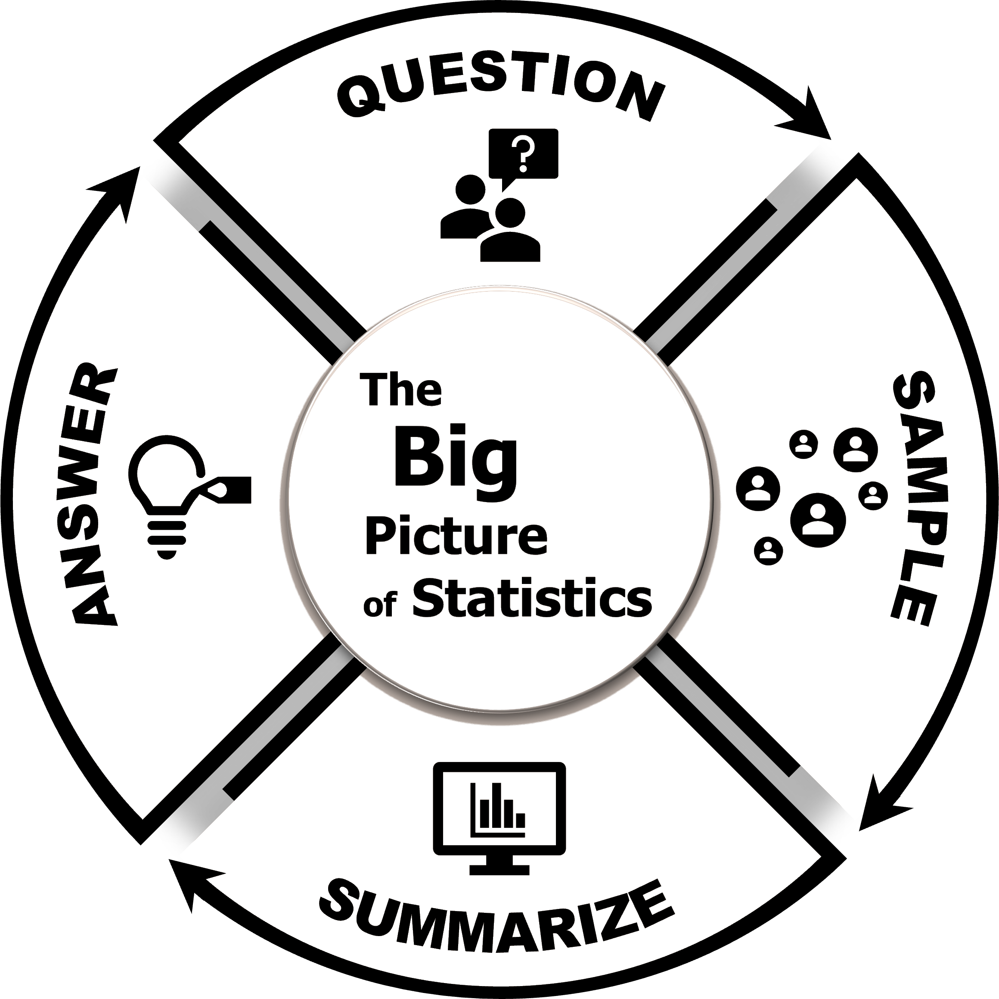 QUESTION
?
SAMPLE
SUMMARIZE
ANSWER
The
Big
Picture
of Statistics